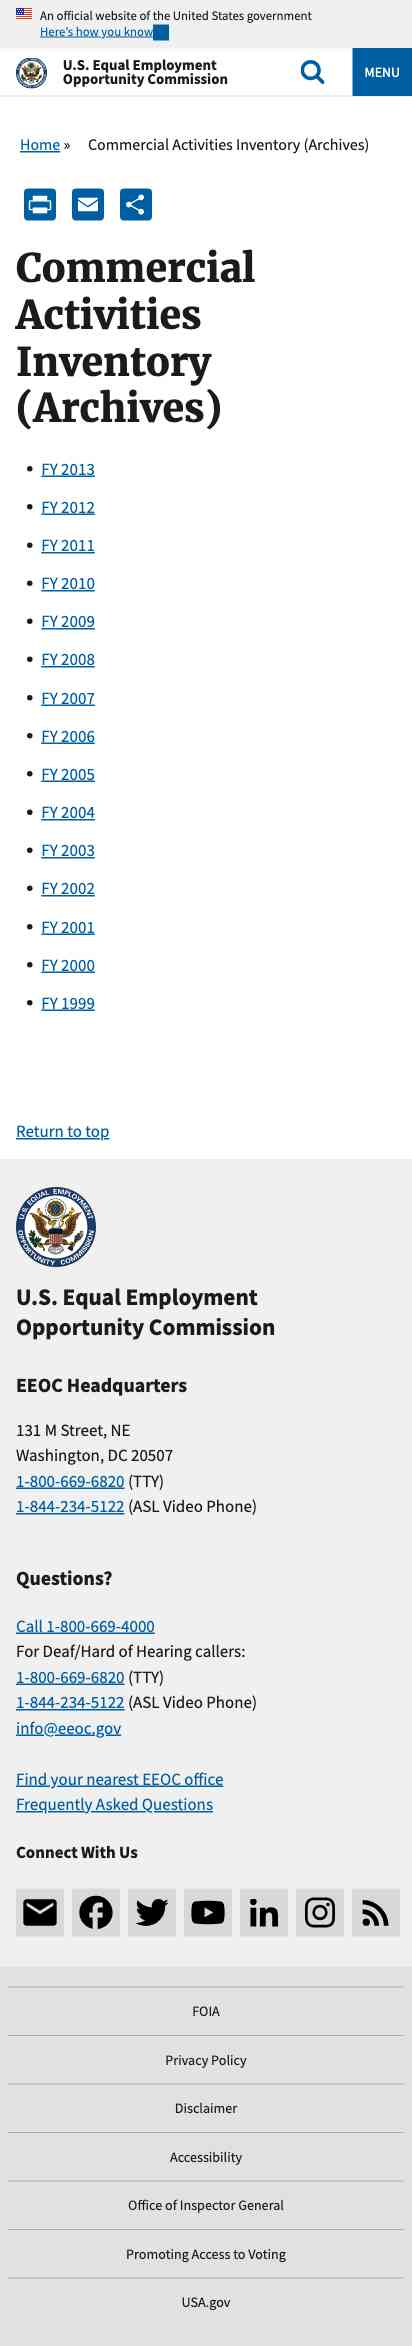 An official website of the United States government
Here's how you know
U.S. Equal Employment
Opportunity Commission
MENU
Home » Commercial Activities Inventory (Archives)
Commercial
Activities
Inventory
(Archives)
• FY 2013
• FY 2012
• FY 2011
• FY 2010
• FY 2009
• FY 2008
• FY 2007
• FY 2006
• FY 2005
• FY 2004
• FY 2003
• FY 2002
• FY 2001
• FY 2000
• FY 1999
Return to top
U.S. EQUAL EMPLOYMENT
OPPORTUNITY COMMISSION
U.S. Equal Employment
Opportunity Commission
EEOC Headquarters
131 M Street, NE
Washington, DC 20507
1-800-669-6820 (TTY)
1-844-234-5122 (ASL Video Phone)
Questions?
Call 1-800-669-4000
For Deaf/Hard of Hearing callers:
1-800-669-6820 (TTY)
1-844-234-5122 (ASL Video Phone)
info@eeoc.gov
Find your nearest EEOC office
Frequently Asked Questions
Connect With Us
FOIA
Privacy Policy
Disclaimer
Accessibility
Office of Inspector General
Promoting Access to Voting
USA.gov